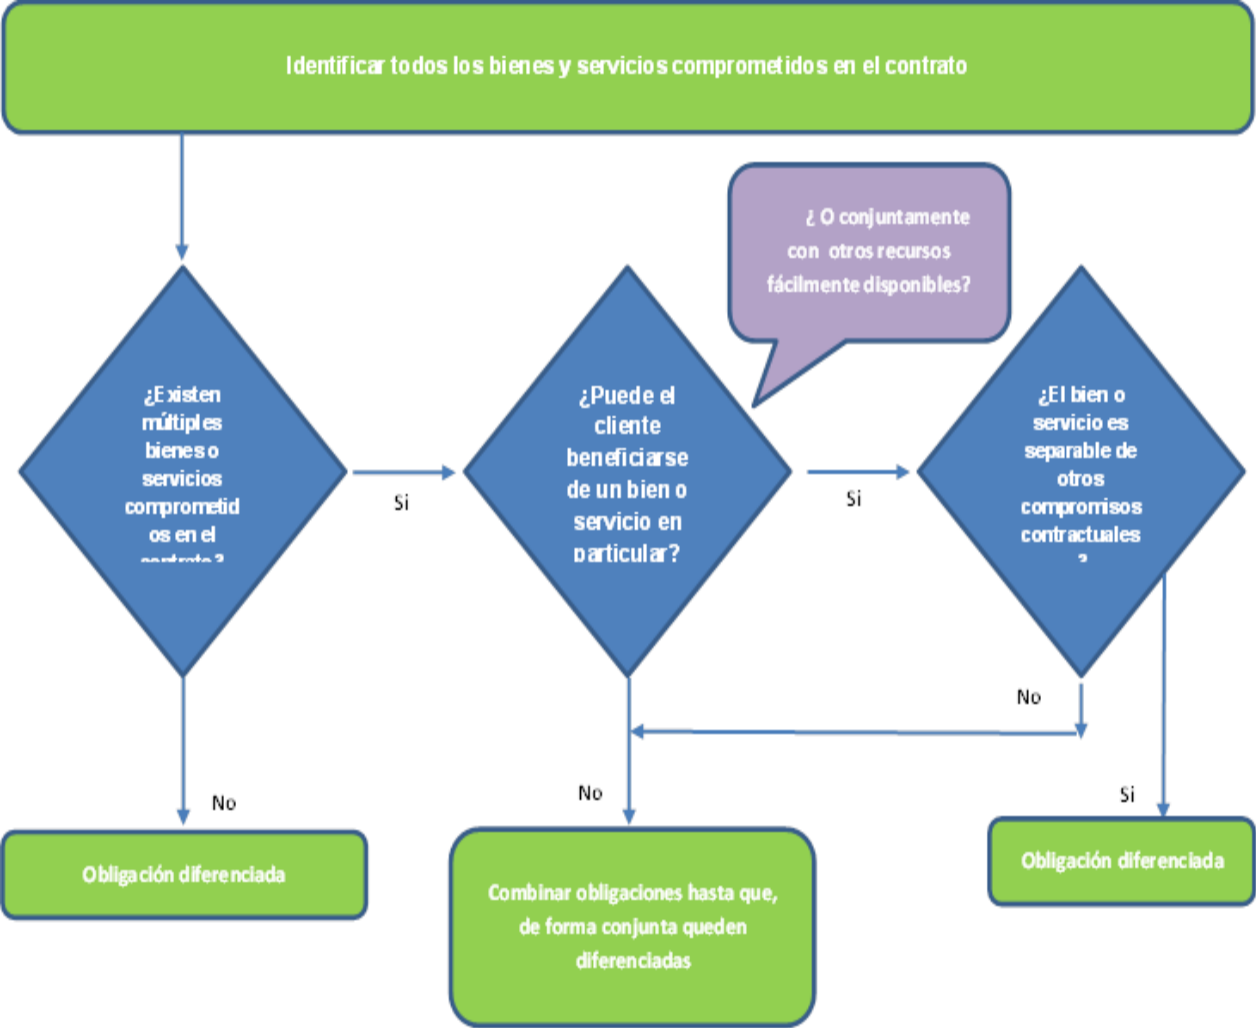 Identificar todos los bienes y servicios comprometidos en el contrato
¿ O conjuntamente
con otros recursos
fácilmente disponibles?
¿Existen
múltiples
bienes o
servicios
comprometid
os en el
contrato?
Si
¿Puede el
cliente
beneficiarse
de un bien o
servicio en
particular?
Si
¿El bien o
servicio es
separable de
otros
compromisos
contractuales
?
No
No
No
Si
Obligación diferenciada
Combinar obligaciones hasta que,
de forma conjunta queden
diferenciadas
Obligación diferenciada